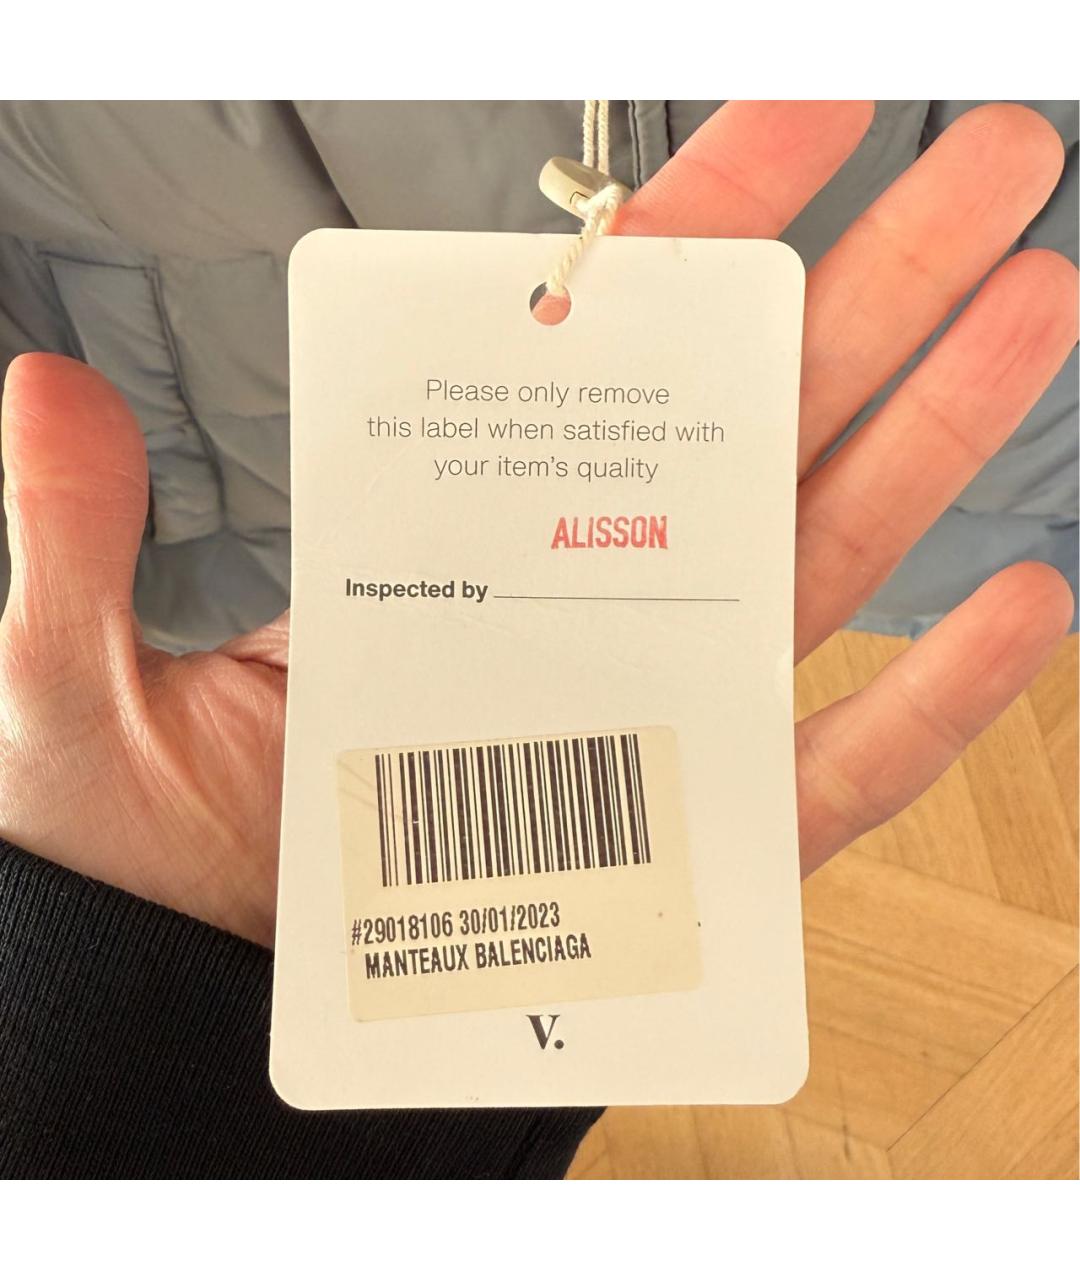 Please only remove
this label when satisfied with
your item's quality
ALISSON
Inspected by
#29018106 30/01/2023
MANTEAUX BALENCIAGA
V.